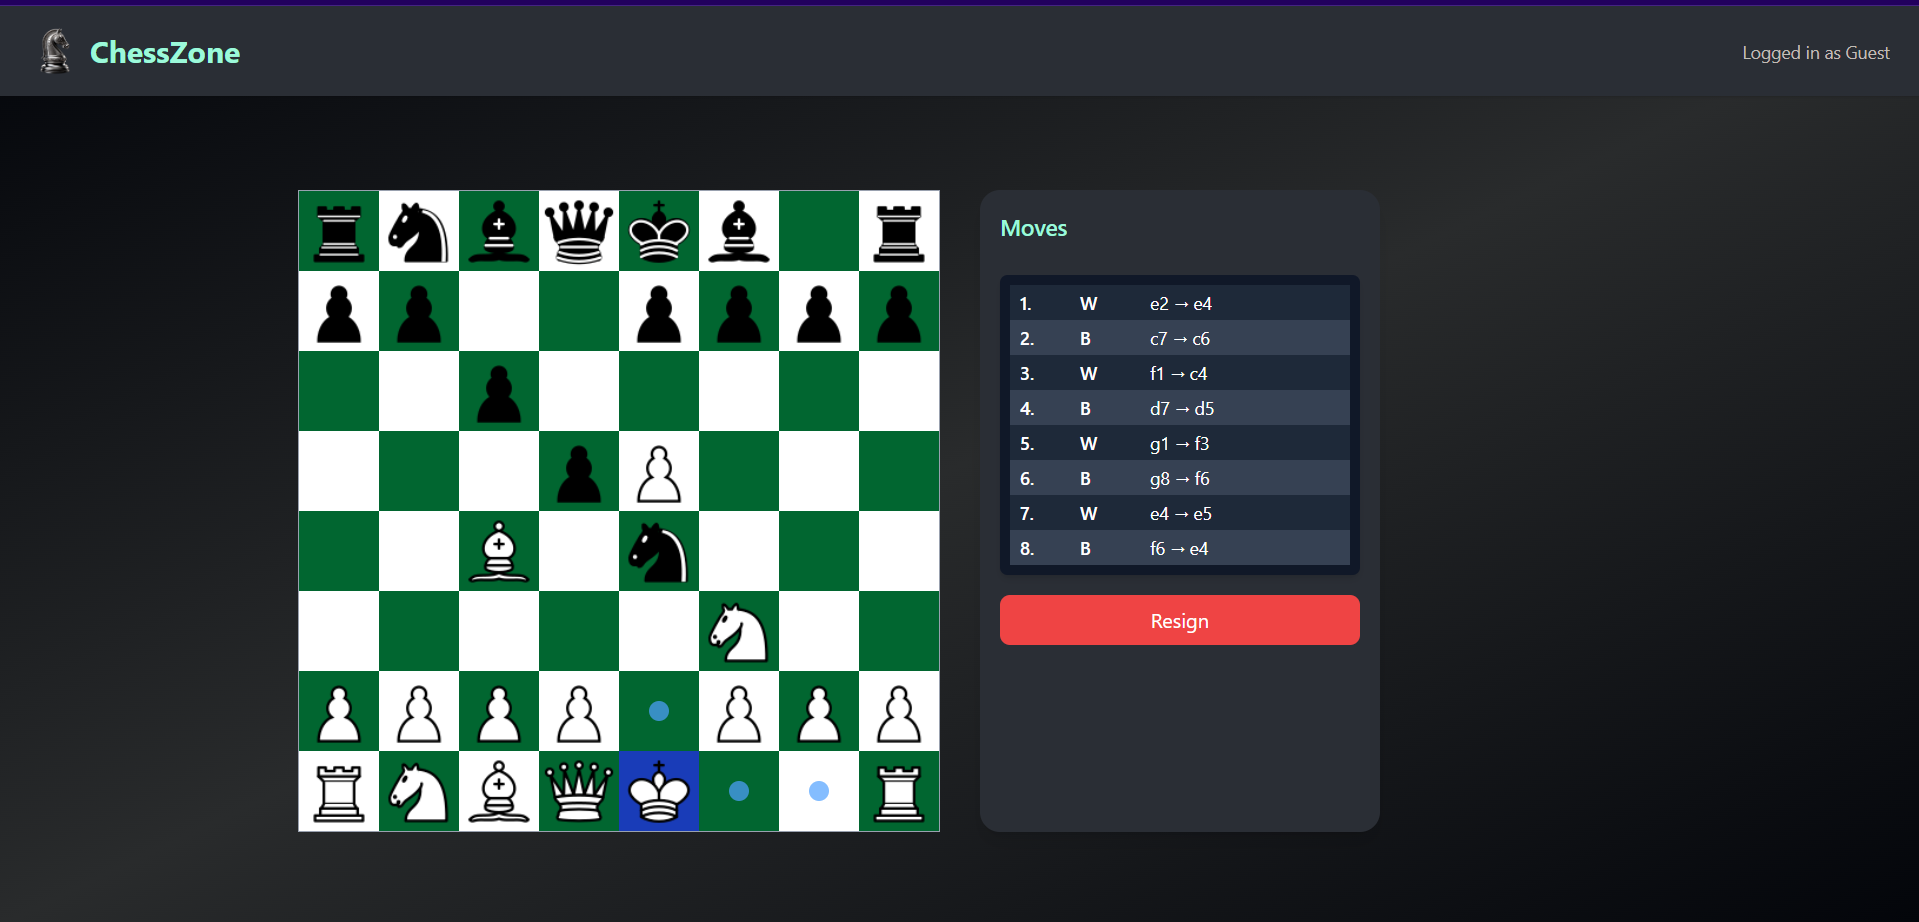 ChessZone
Logged in as Guest
Moves
1. W e2 → e4
2. B c7 → c6
3. W f1 → c4
4. B d7 → d5
5. W g1 → f3
6. B g8 → f6
7. W e4 → e5
8. B f6 → e4
Resign